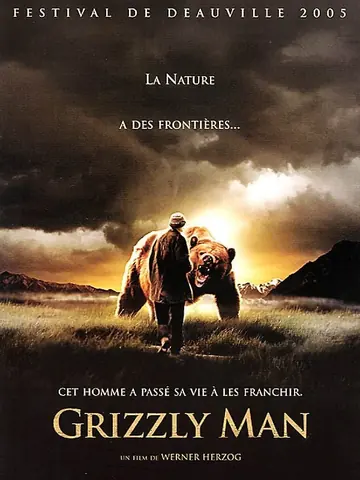 FESTIVAL DE DEAUVILLE 2005
LA NATURE
A DES FRONTIÈRES...
CET HOMME A PASSÉ SA VIE À LES FRANCHIR.
GRIZZLY MAN
UN FILM DE WERNER HERZOG